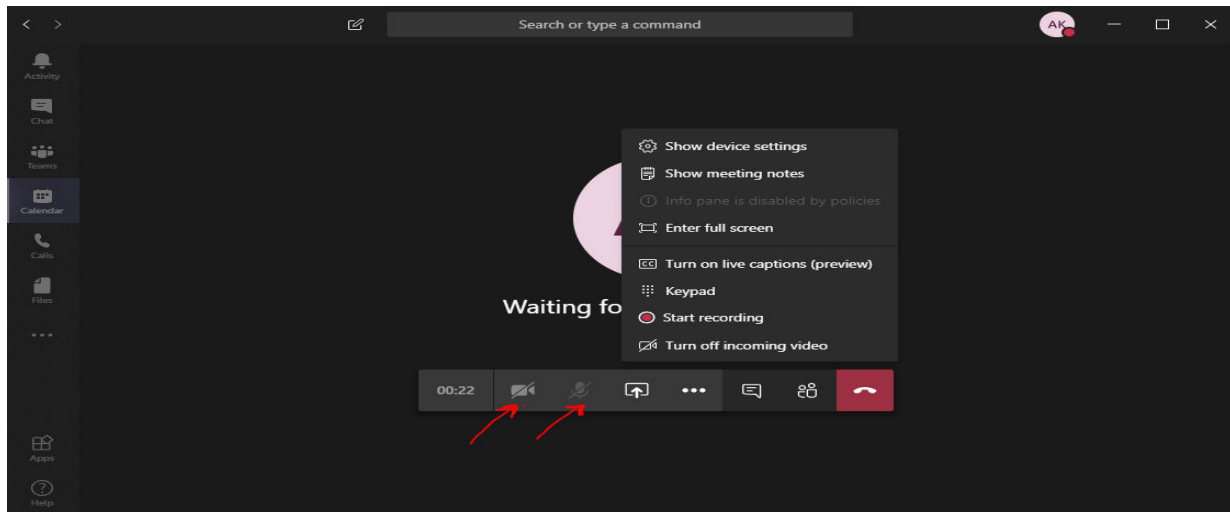 Search or type a command
AK
Activity
Chat
Teams
Calendar
Calls
Files
Apps
Help
Show device settings
Show meeting notes
Info pane is disabled by policies
Enter full screen
CC Turn on live captions (preview)
Keypad
Start recording
Turn off incoming video
Waiting fo
00:22